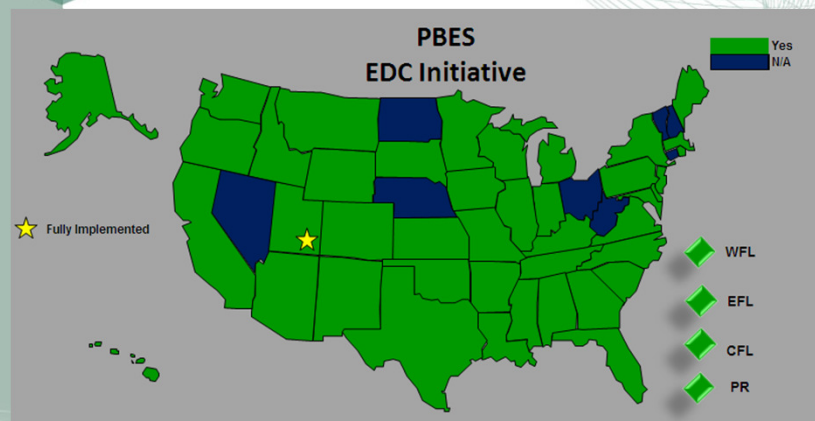 PBES
EDC Initiative
Yes
N/A
Fully Implemented
WFL
EFL
CFL
PR